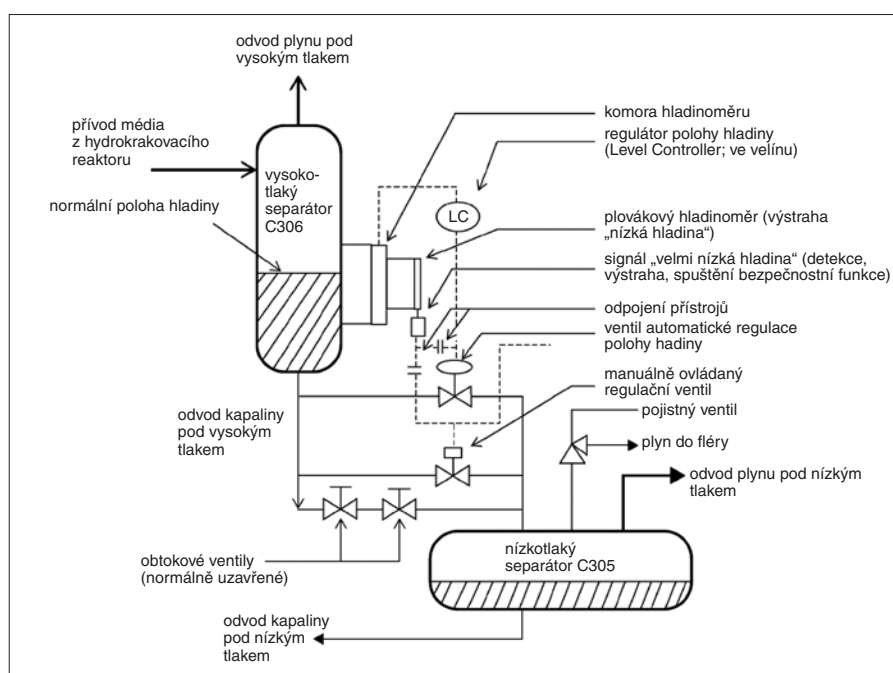 odvod plynu pod
vysokým tlakem
přívod média
z hydrokrakovacího
reaktoru
normální poloha hladiny
vysoko-
tlaký
separátor
C306
komora hladinoměru
regulátor polohy hladiny
(Level Controller; ve velínu)
LC
plovákový hladinoměr (výstraha
„nízká hladina“)
signál „velmi nízká hladina“ (detekce,
výstraha, spuštění bezpečnostní funkce)
odpojení přístrojů
ventil automatické regulace
polohy hadiny
manuálně ovládaný
regulační ventil
pojistný ventil
plyn do fléry
odvod plynu pod nízkým
tlakem
odvod kapaliny
pod vysokým
tlakem
obtokové ventily
(normálně uzavřené)
nízkotlaký
separátor C305
odvod kapaliny
pod nízkým
tlakem